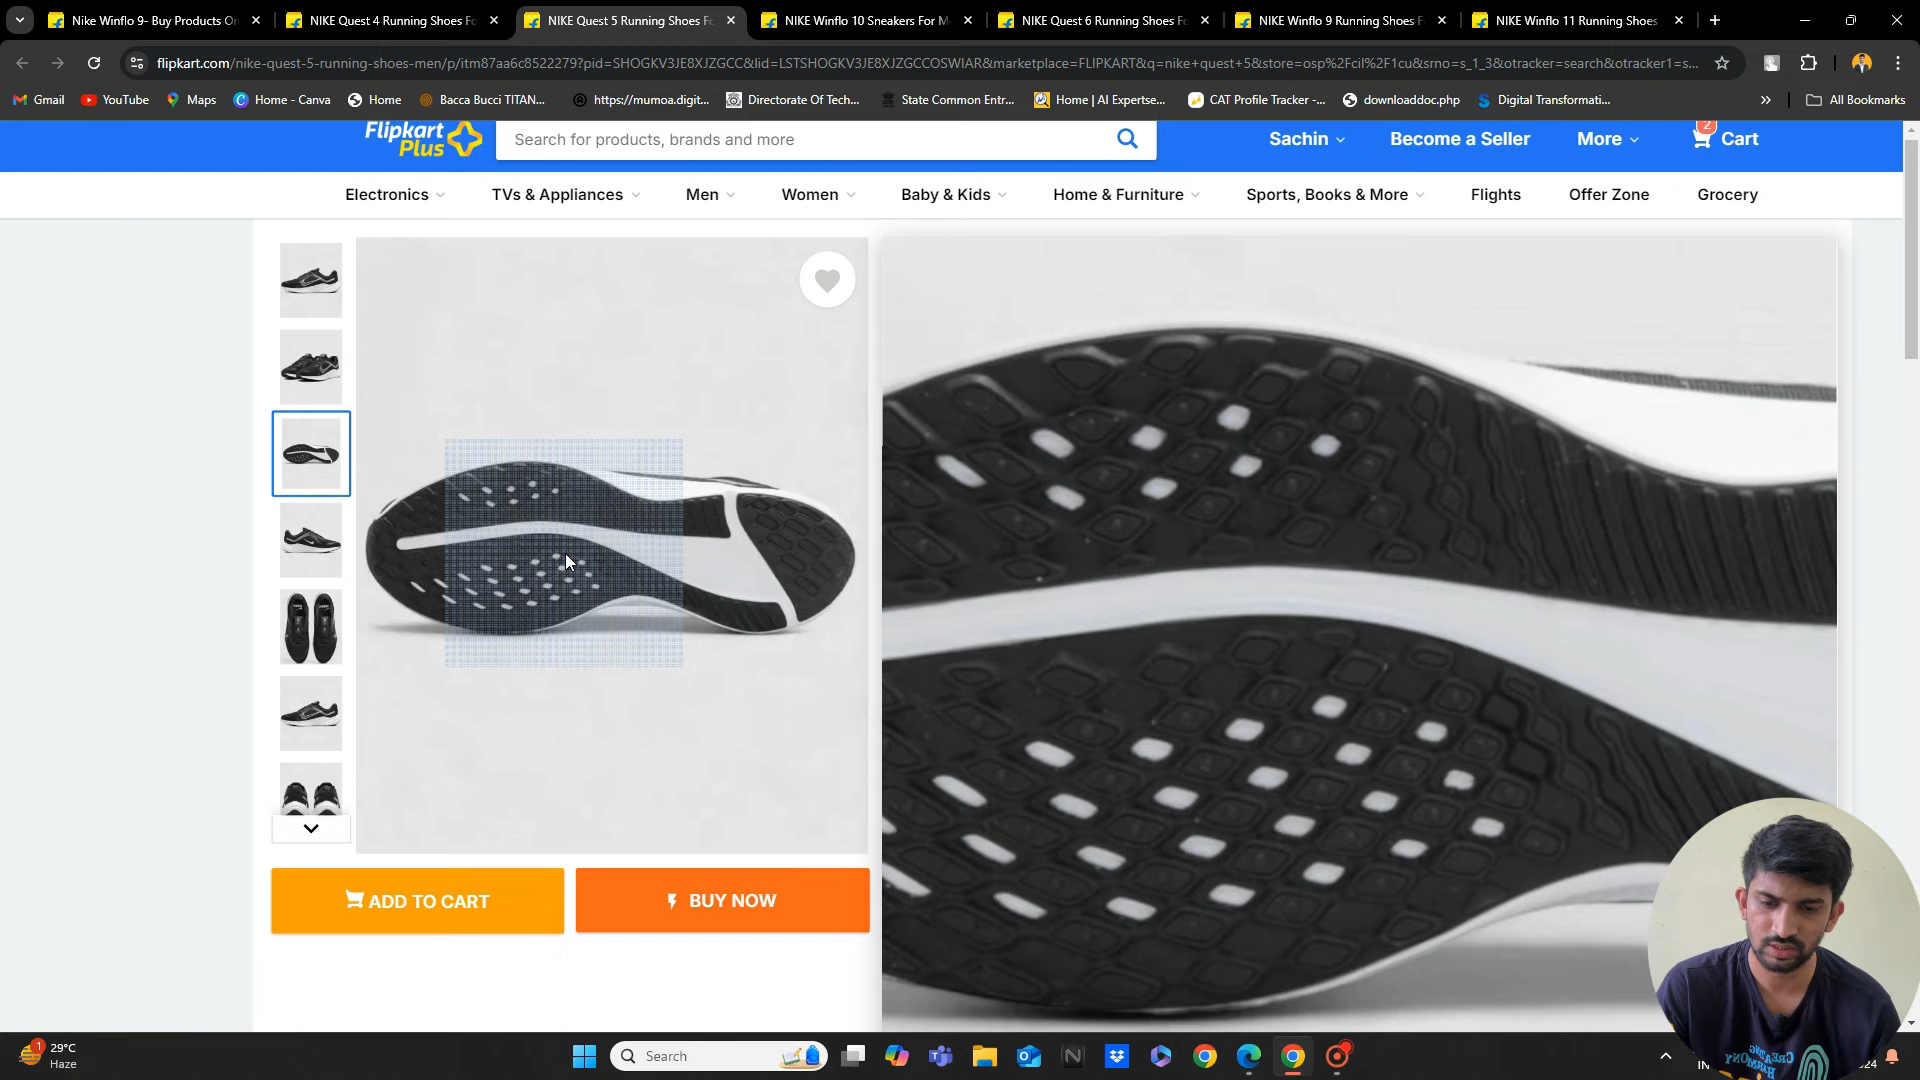 Nike Winflo 9- Buy Products On
NIKE Quest 4 Running Shoes Fo
NIKE Quest 5 Running Shoes Fo
NIKE Winflo 10 Sneakers For Me
NIKE Quest 6 Running Shoes Fo
NIKE Winflo 9 Running Shoes F
NIKE Winflo 11 Running Shoes
flipkart.com/nike-quest-5-running-shoes-men/p/itm87aa6c8522279?pid=SHOGKV3JE8XJZGCC&lid=LSTSHOGKV3JE8XJZGCCOSWIAR&marketplace=FLIPKART&q=nike+quest+5&store=osp%2Fcil%2F1cu&srno=s_1_3&otracker=search&otracker1=s...
Gmail YouTube Maps Home - Canva Home Bacca Bucci TITAN... https://mumoa.digit... Directorate Of Tech... State Common Entr... Home | AI Expertse... CAT Profile Tracker -... downloaddoc.php Digital Transformati... » All Bookmarks
Flipkart
Plus
Search for products, brands and more
Sachin
Become a Seller
More
2
Cart
Electronics TVs & Appliances Men Women Baby & Kids Home & Furniture Sports, Books & More Flights Offer Zone Grocery
ADD TO CART
BUY NOW
1
29°C
Haze
Search
IN
24
CREATING
HARMONY